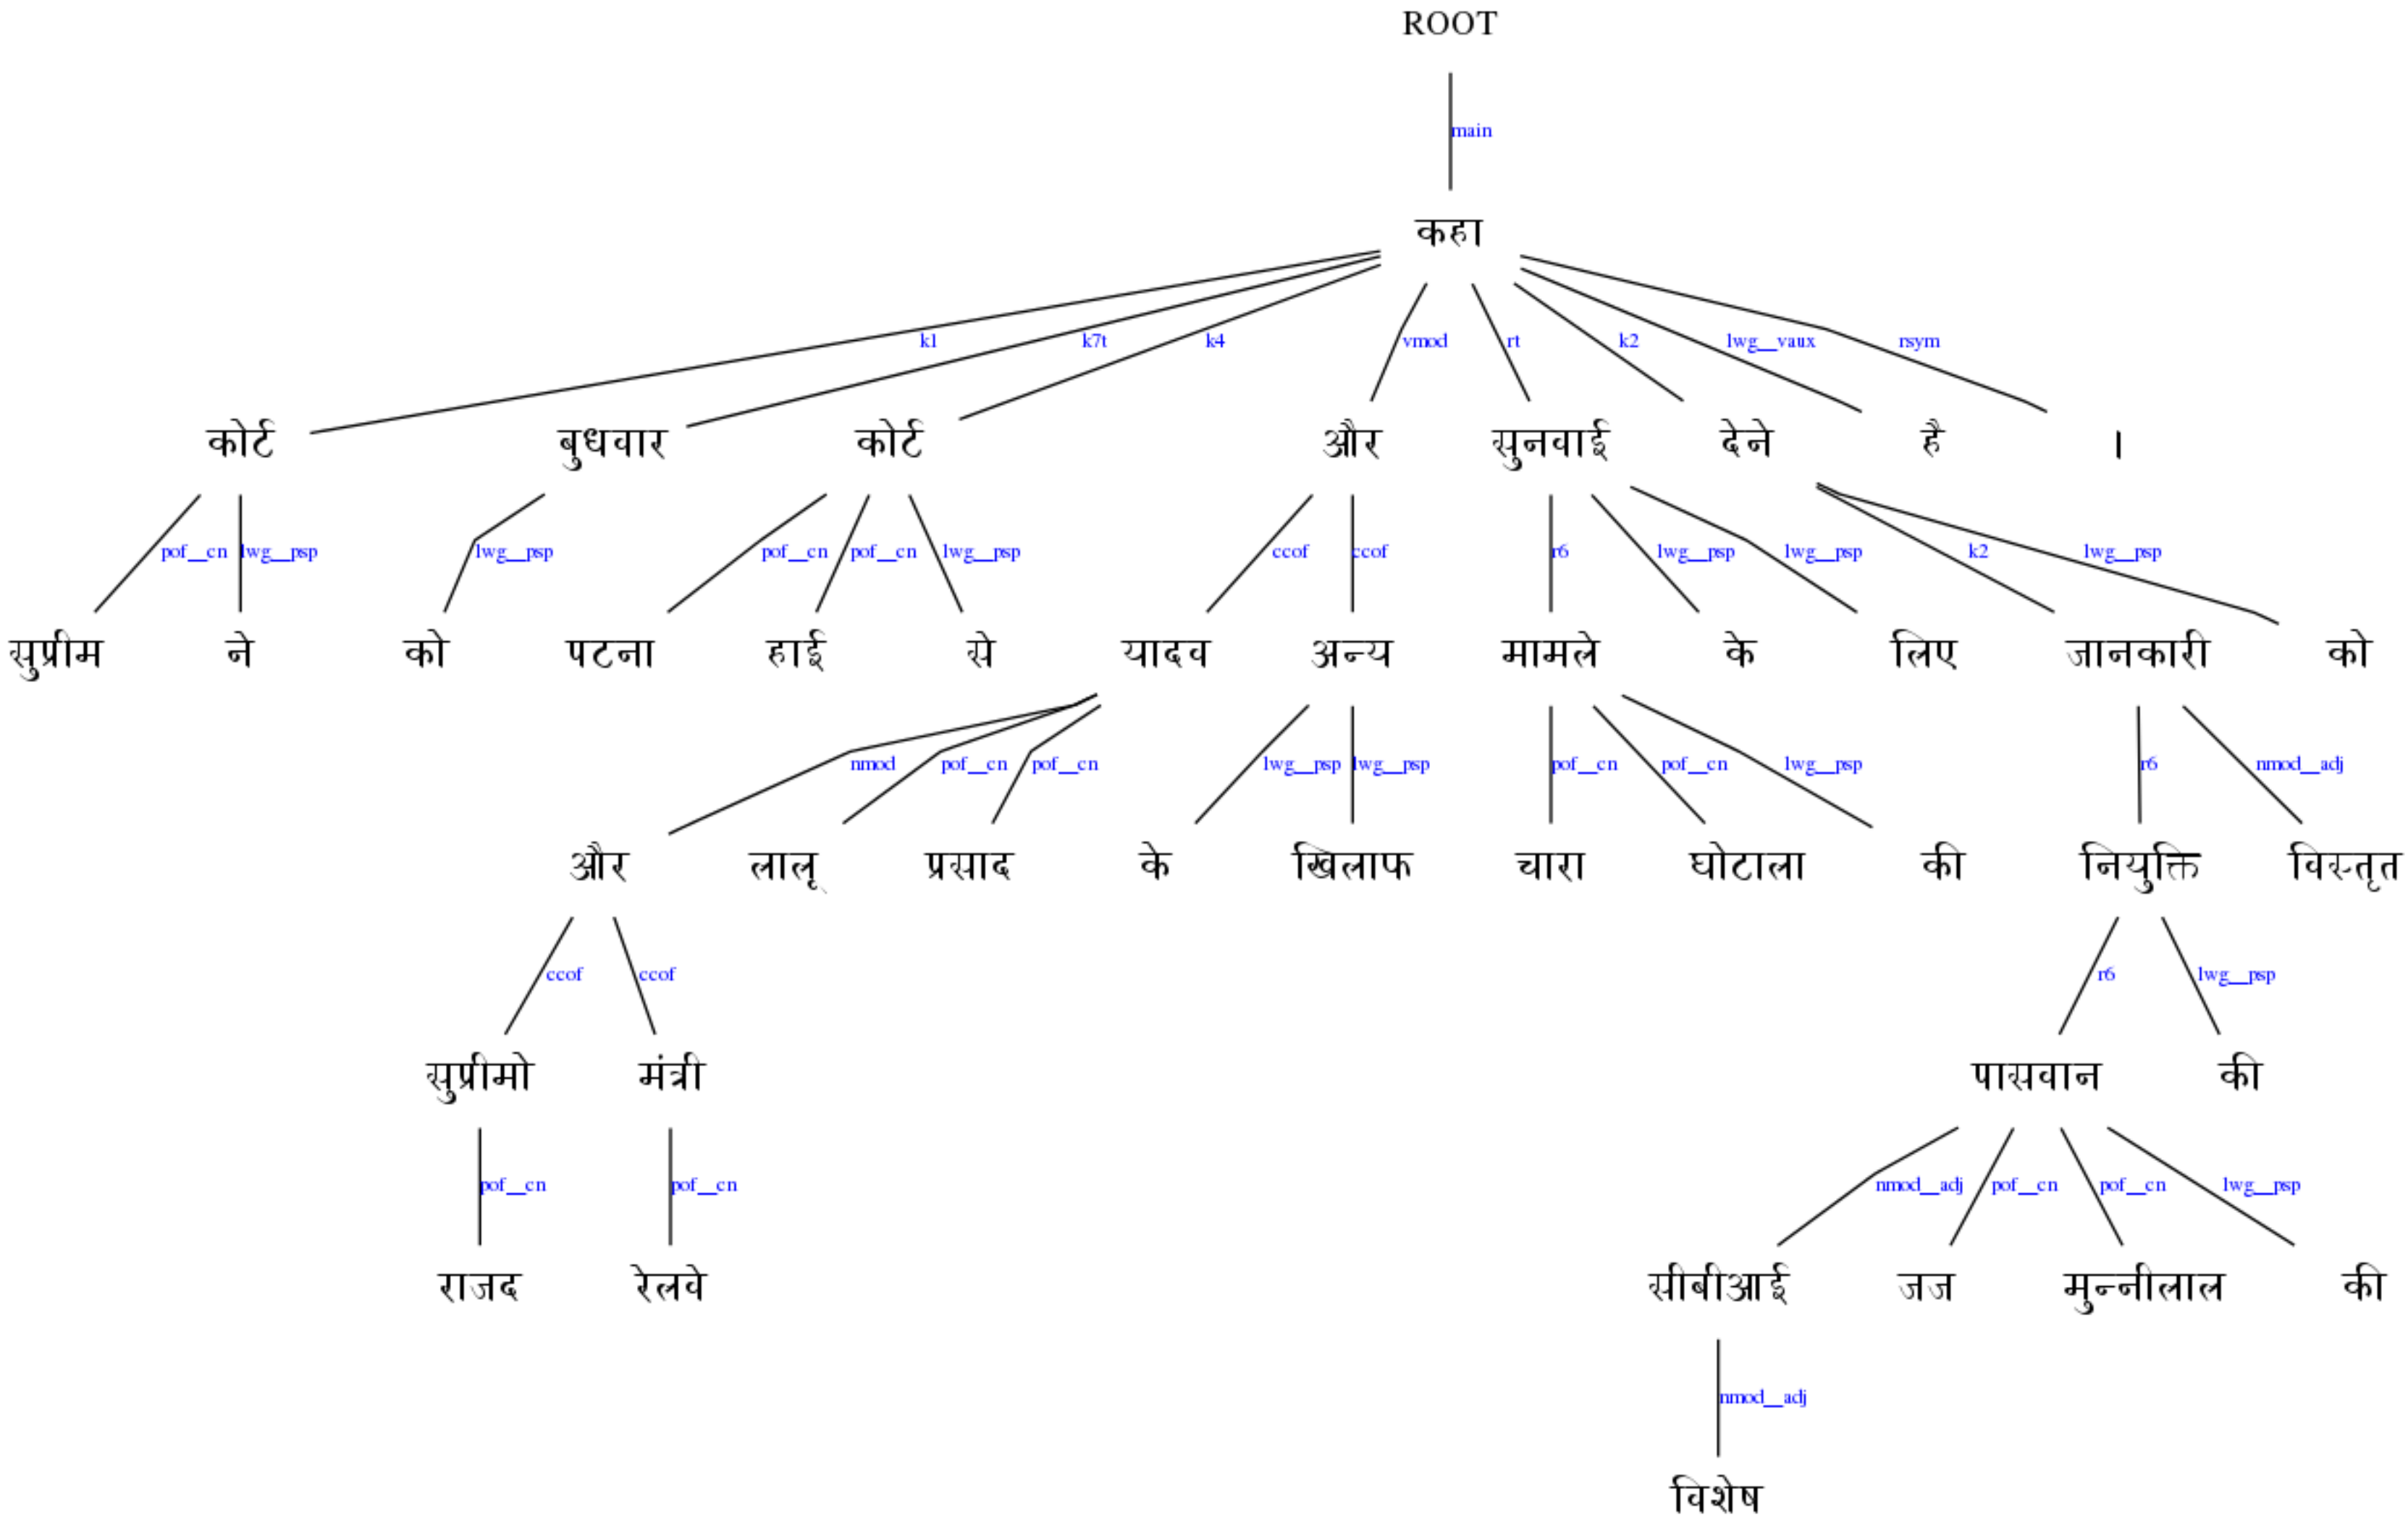 ROOT
main
कहा
k1 k7t k4 vmod rt k2 lwg__vaux rsym
कोर्ट बुधवार कोर्ट और सुनवाई देने है ।
pof__cn lwg__psp lwg__psp pof__cn pof__cn lwg__psp ccof ccof r6 lwg__psp lwg__psp k2 lwg__psp
सुप्रीम ने को पटना हाई से यादव अन्य मामले के लिए जानकारी को
nmod pof__cn pof__cn lwg__psp lwg__psp pof__cn pof__cn lwg__psp r6 nmod__adj
और लालू प्रसाद के खिलाफ चारा घोटाला की नियुक्ति विस्तृत
ccof ccof r6 lwg__psp
सुप्रीमो मंत्री पासवान की
pof__cn pof__cn nmod__adj pof__cn pof__cn lwg__psp
राजद रेलवे सीबीआई जज मुन्नीलाल की
nmod__adj
विशेष